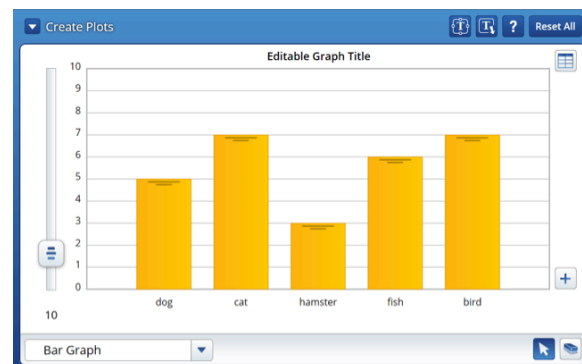 Create Plots
?
Reset All
Editable Graph Title
10
9
8
7
6
5
4
3
2
1
0
dog cat hamster fish bird
10
Bar Graph